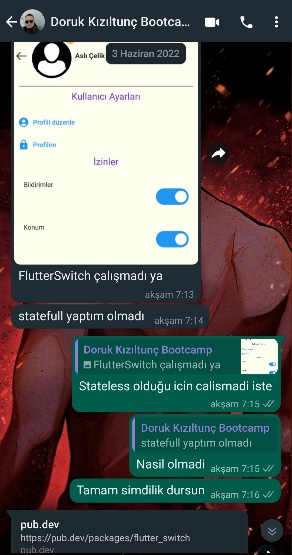 Doruk Kızıltunç Bootca...
Aslı Çelik
3 Haziran 2022
Kullanıcı Ayarları
Profili düzenle
Profilim
İzinler
Bildirimler
Konum
FlutterSwitch çalışmadı ya
akşam 7:13
statefull yaptım olmadı
akşam 7:14
Doruk Kızıltunç Bootcamp
FlutterSwitch çalışmadı ya
Stateless olduğu icin calismadi iste
akşam 7:15
Doruk Kızıltunç Bootcamp
statefull yaptım olmadı
Nasil olmadi
akşam 7:15
Tamam simdilik dursun
akşam 7:16
pub.dev
https://pub.dev/packages/flutter_switch
pub.dev